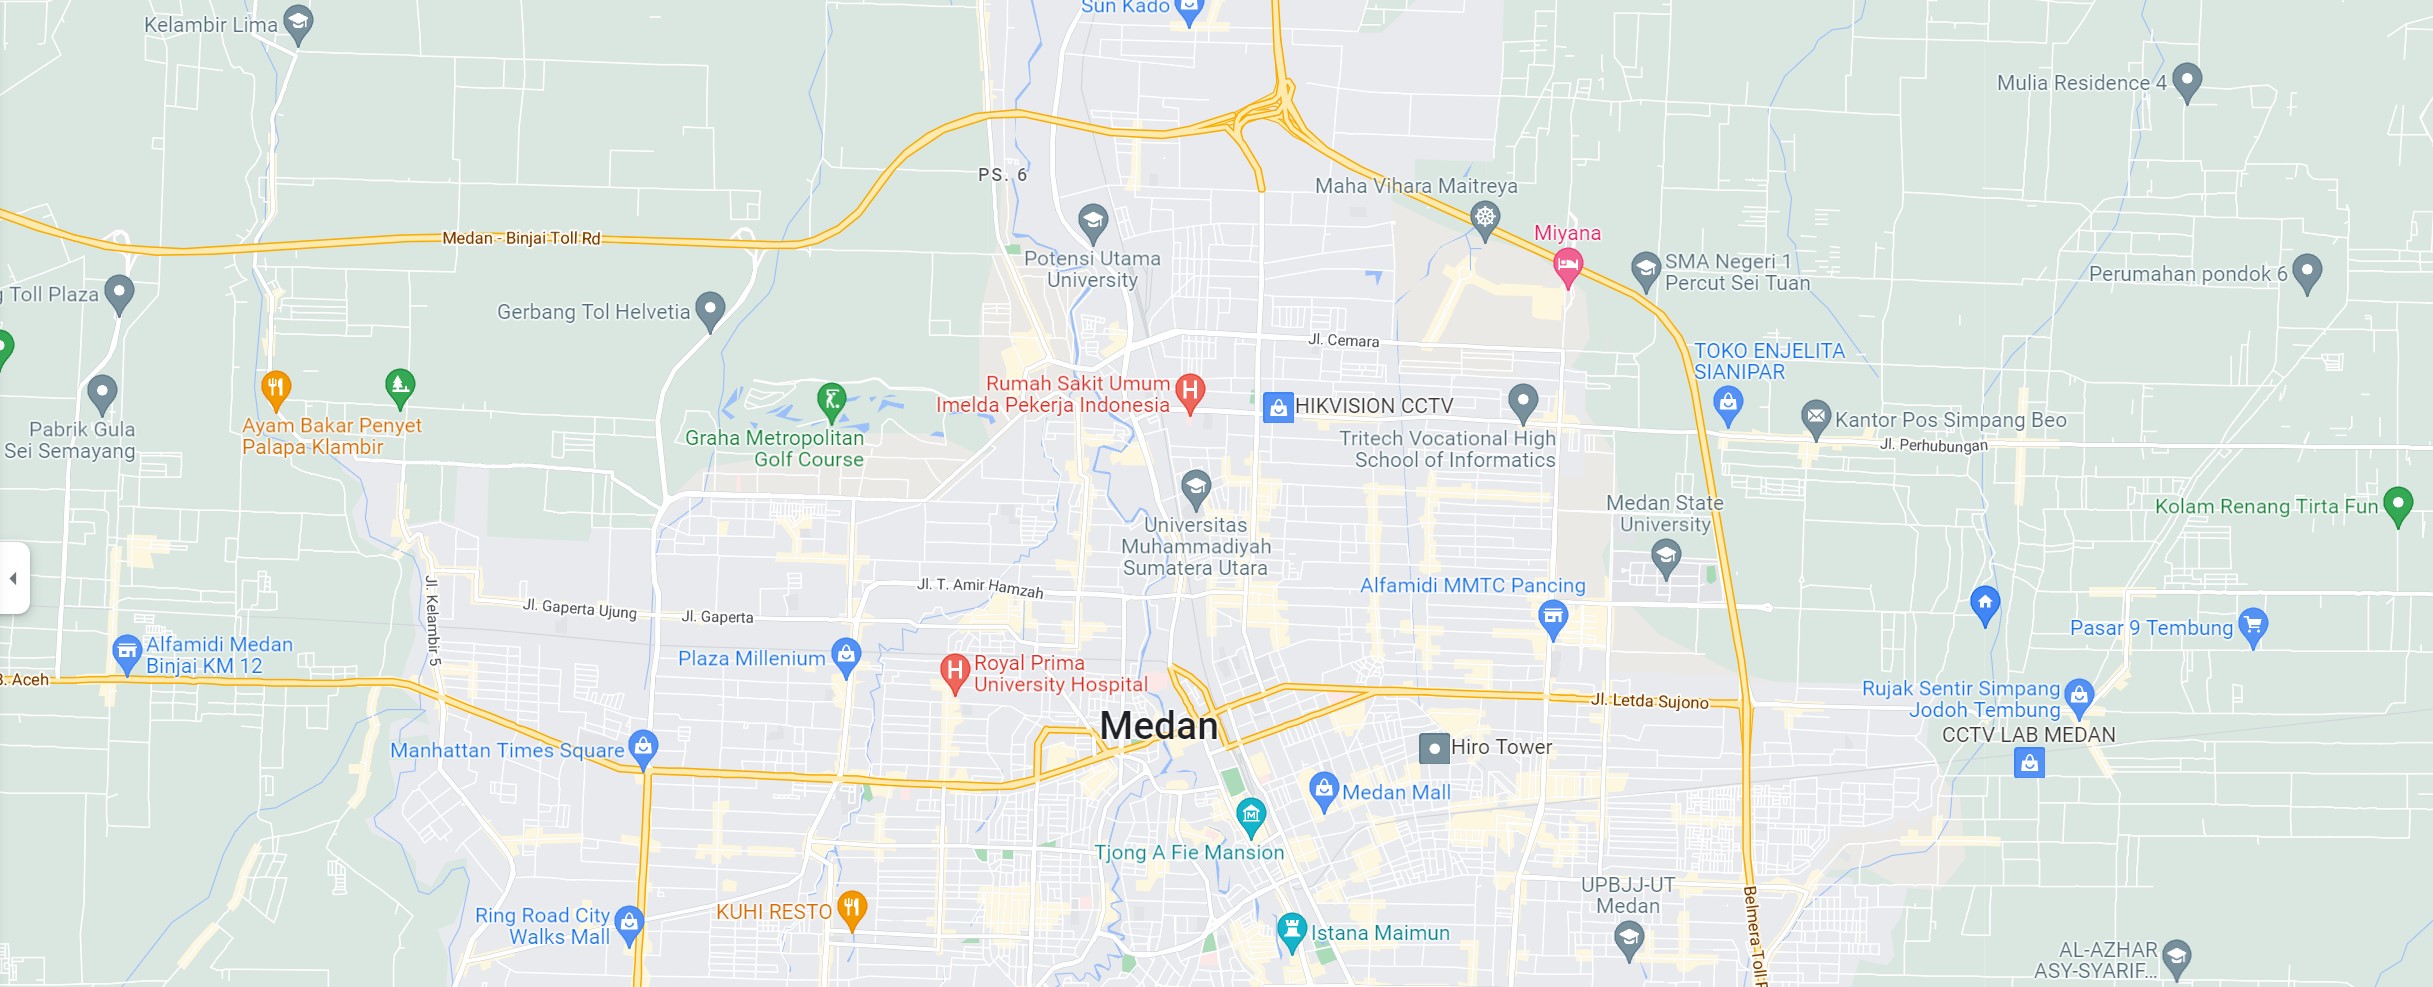 Sun Kado
Kelambir Lima
Mulia Residence 4
PS. 6
Maha Vihara Maitreya
Miyana
Medan - Binjai Toll Rd
Potensi Utama
University
SMA Negeri 1
Percut Sei Tuan
Perumahan pondok 6
Toll Plaza
Gerbang Tol Helvetia
Jl. Cemara
TOKO ENJELITA
SIANIPAR
Rumah Sakit Umum
Imelda Pekerja Indonesia
HIKVISION CCTV
Ayam Bakar Penyet
Palapa Klambir
Pabrik Gula
Sei Semayang
Graha Metropolitan
Golf Course
Tritech Vocational High
School of Informatics
Kantor Pos Simpang Beo
Jl. Perhubungan
Medan State
University
Kolam Renang Tirta Fun
Universitas
Muhammadiyah
Sumatera Utara
Jl. T. Amir Hamzah
Alfamidi MMTC Pancing
Jl. Kelambir 5
Jl. Gaperta Ujung
Jl. Gaperta
Pasar 9 Tembung
Alfamidi Medan
Binjai KM 12
Plaza Millenium
Royal Prima
University Hospital
B. Aceh
Jl. Letda Sujono
Rujak Sentir Simpang
Jodoh Tembung
CCTV LAB MEDAN
Medan
Manhattan Times Square
Hiro Tower
Medan Mall
Tjong A Fie Mansion
UPBJJ-UT
Medan
KUHI RESTO
Ring Road City
Walks Mall
Istana Maimun
Belmera Toll R
AL-AZHAR
ASY-SYARIF...